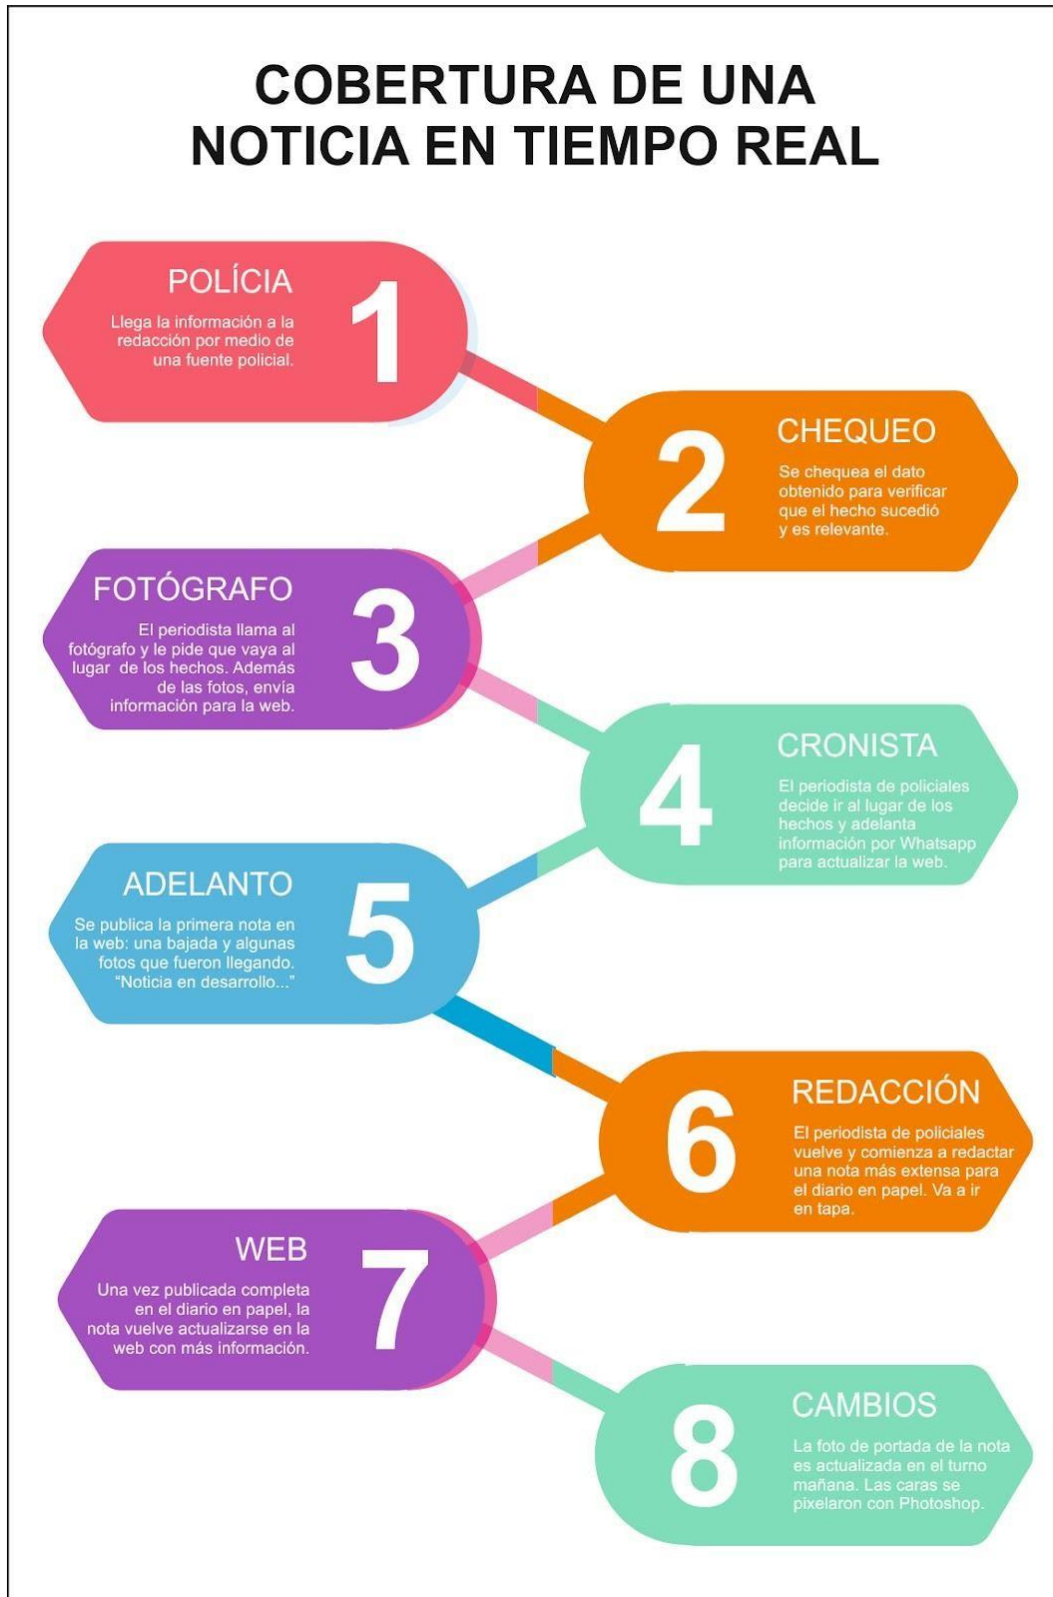 COBERTURA DE UNA
NOTICIA EN TIEMPO REAL
POLÍCIA
1
Llega la información a la
redacción por medio de
una fuente policial.
2
CHEQUEO
Se chequea el dato
obtenido para verificar
que el hecho sucedió
y es relevante.
FOTÓGRAFO
3
El periodista llama al
fotógrafo y le pide que vaya al
lugar de los hechos. Además
de las fotos, envía
información para la web.
4
CRONISTA
El periodista de policiales
decide ir al lugar de los
hechos y adelanta
información por Whatsapp
para actualizar la web.
ADELANTO
5
Se publica la primera nota en
la web: una bajada y algunas
fotos que fueron llegando.
“Noticia en desarrollo...”
6
REDACCIÓN
El periodista de policiales
vuelve y comienza a redactar
una nota más extensa para
el diario en papel. Va a ir
en tapa.
WEB
7
Una vez publicada completa
en el diario en papel, la
nota vuelve actualizarse en la
web con más información.
8
CAMBIOS
La foto de portada de la nota
es actualizada en el turno
mañana. Las caras se
pixelaron con Photoshop.